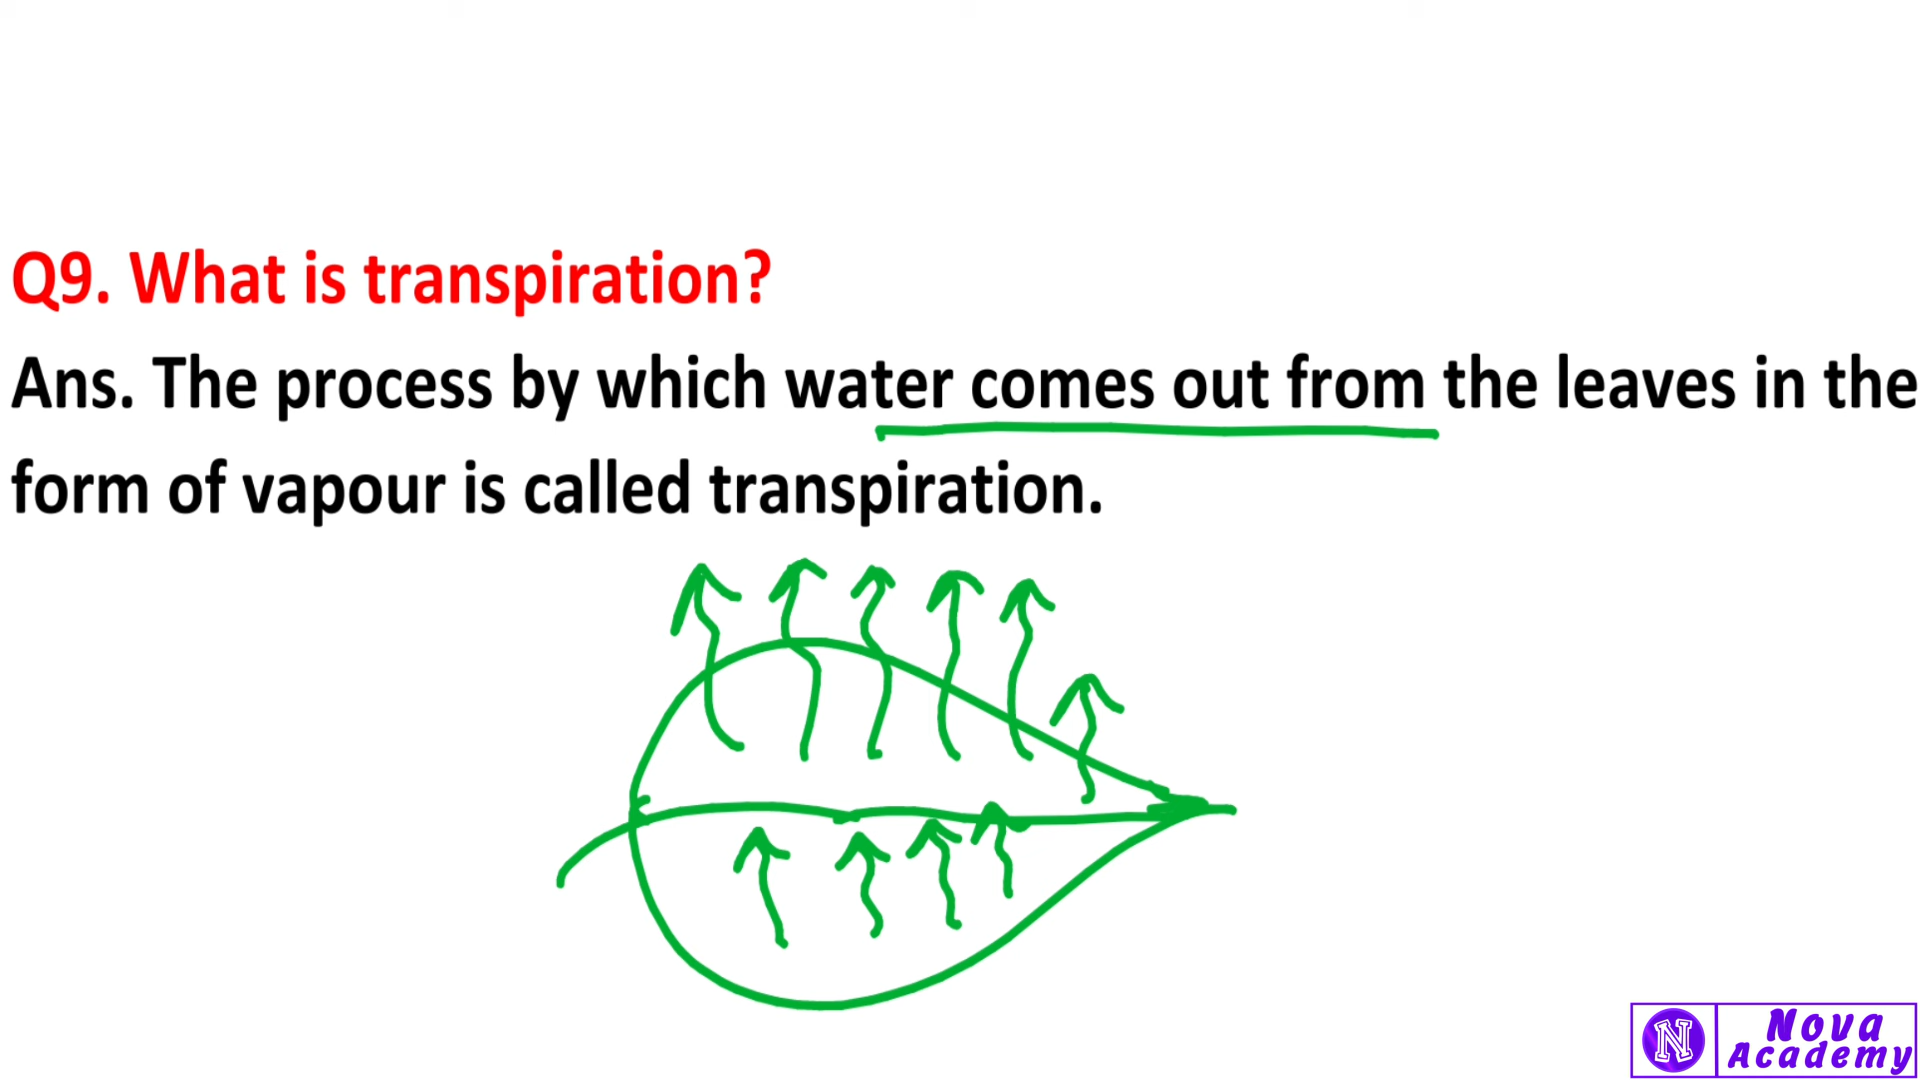 Q9. What is transpiration?
Ans. The process by which water comes out from the leaves in the
form of vapour is called transpiration.
N
Nova
Academy